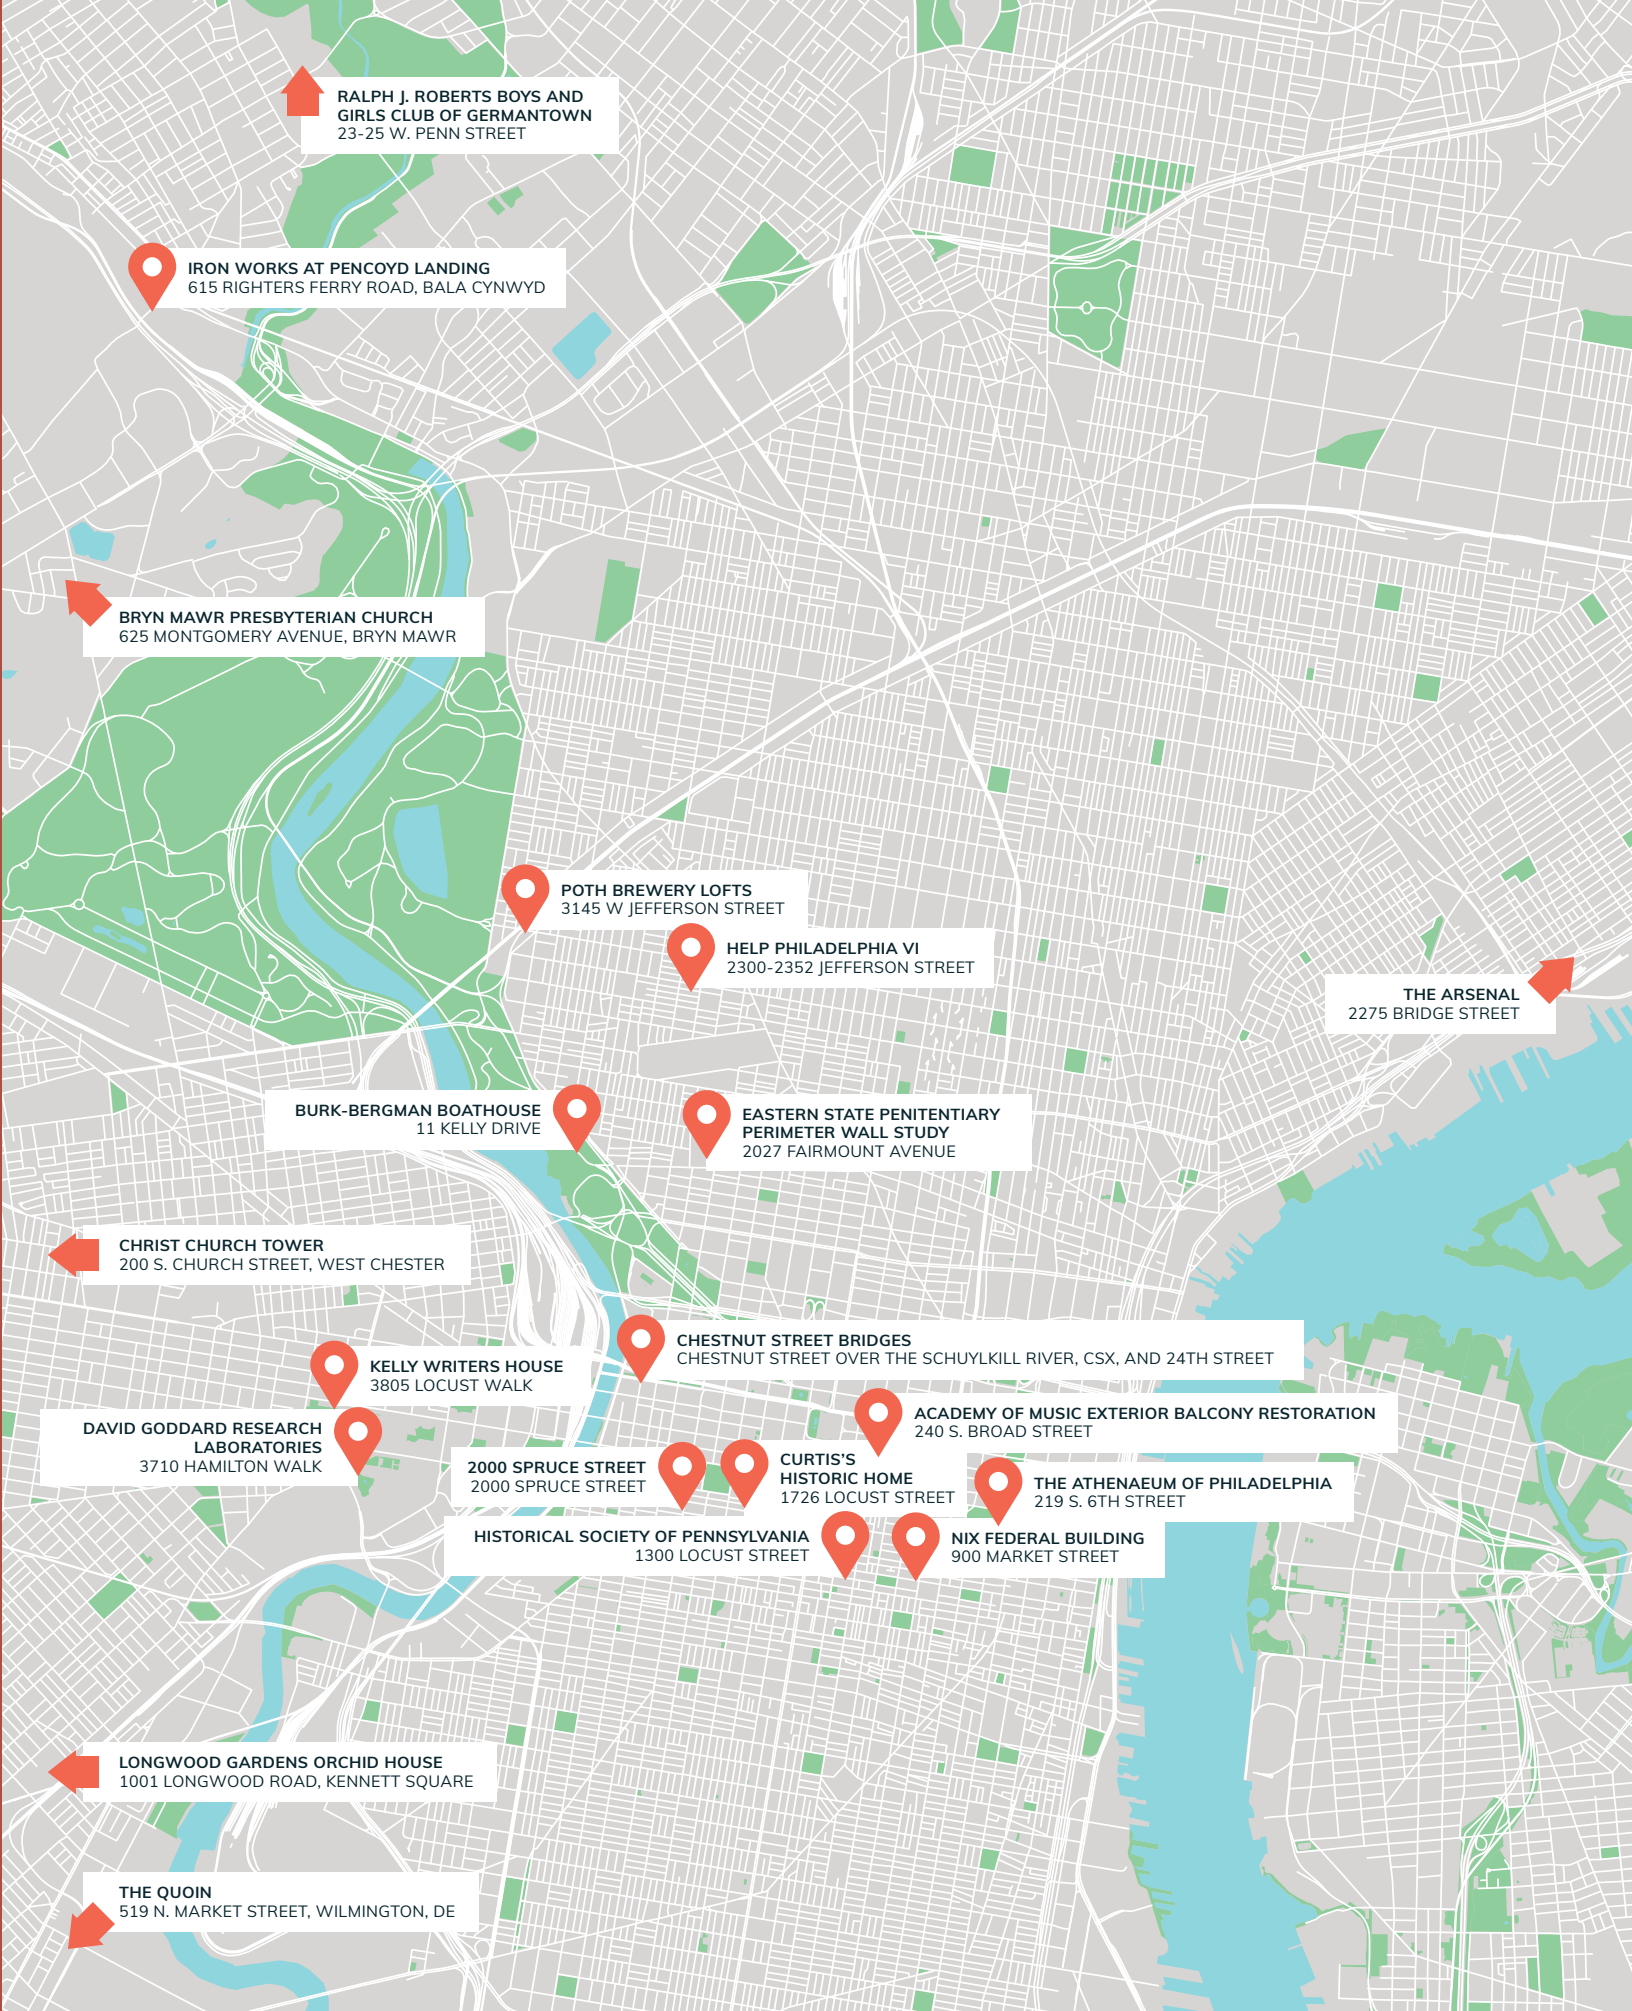 RALPH J. ROBERTS BOYS AND
GIRLS CLUB OF GERMANTOWN
23-25 W. PENN STREET
IRON WORKS AT PENCOYD LANDING
615 RIGHTERS FERRY ROAD, BALA CYNWYD
BRYN MAWR PRESBYTERIAN CHURCH
625 MONTGOMERY AVENUE, BRYN MAWR
POTH BREWERY LOFTS
3145 W JEFFERSON STREET
HELP PHILADELPHIA VI
2300-2352 JEFFERSON STREET
THE ARSENAL
2275 BRIDGE STREET
BURK-BERGMAN BOATHOUSE
11 KELLY DRIVE
EASTERN STATE PENITENTIARY
PERIMETER WALL STUDY
2027 FAIRMOUNT AVENUE
CHRIST CHURCH TOWER
200 S. CHURCH STREET, WEST CHESTER
CHESTNUT STREET BRIDGES
CHESTNUT STREET OVER THE SCHUYLKILL RIVER, CSX, AND 24TH STREET
KELLY WRITERS HOUSE
3805 LOCUST WALK
ACADEMY OF MUSIC EXTERIOR BALCONY RESTORATION
240 S. BROAD STREET
DAVID GODDARD RESEARCH
LABORATORIES
3710 HAMILTON WALK
2000 SPRUCE STREET
2000 SPRUCE STREET
CURTIS'S
HISTORIC HOME
1726 LOCUST STREET
THE ATHENAEUM OF PHILADELPHIA
219 S. 6TH STREET
HISTORICAL SOCIETY OF PENNSYLVANIA
1300 LOCUST STREET
NIX FEDERAL BUILDING
900 MARKET STREET
LONGWOOD GARDENS ORCHID HOUSE
1001 LONGWOOD ROAD, KENNETT SQUARE
THE QUOIN
519 N. MARKET STREET, WILMINGTON, DE